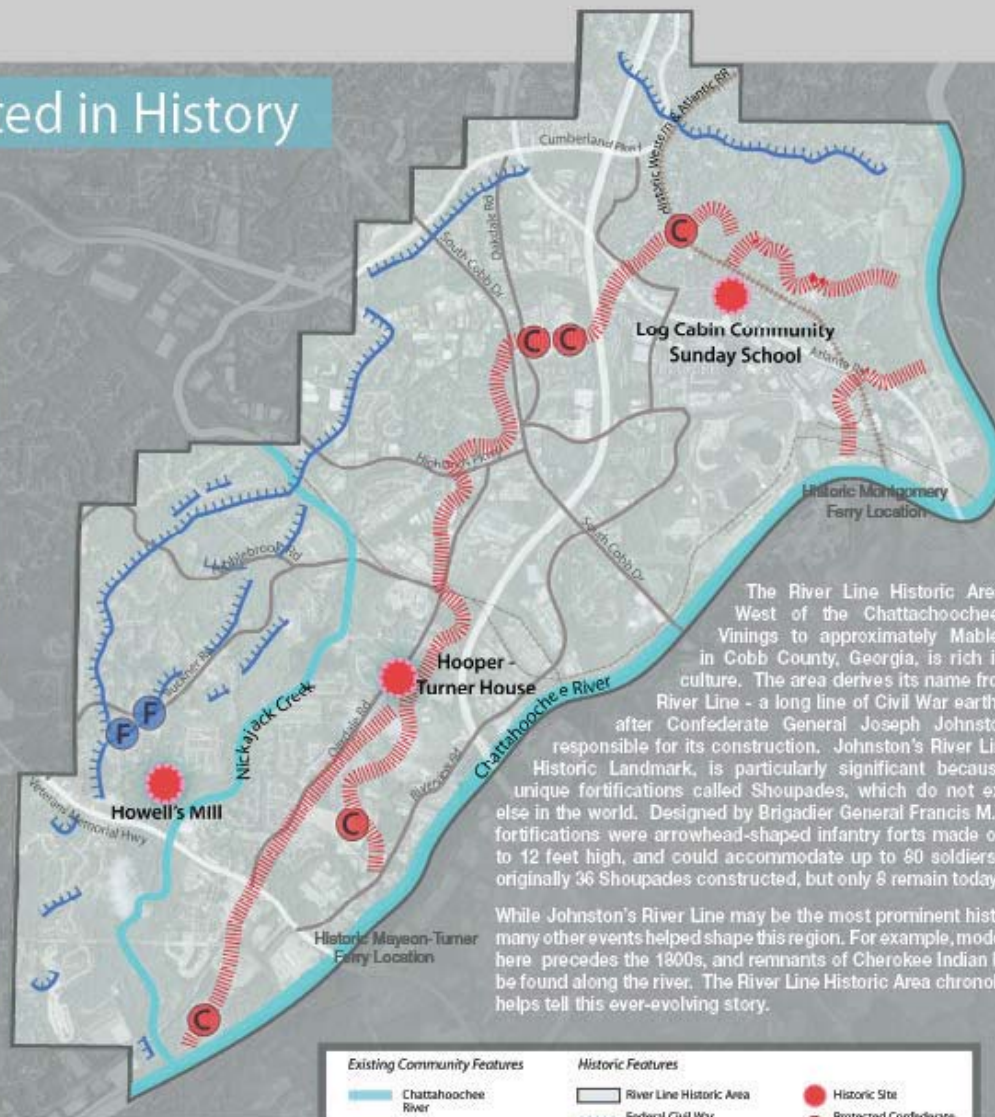 ted in History
Cumberland Pkwy
Historic Western & Atlantic RR
Oakdale Rd
South Cobb Dr
C
C C
Log Cabin Community
Sunday School
Atlanta Rd
Highlands Pkwy
Historic Montgomery
Ferry Location
South Cobb Dr
Buckner Rd
F
F
Nickajack Creek
Hooper -
Turner House
Oakdale Rd
Chattahoochee River
Howell's Mill
Veterans Memorial Hwy
C
Historic Mayson-Turner
Ferry Location
C
The River Line Historic Are
West of the Chattachoochee
Vinings to approximately Mable
in Cobb County, Georgia, is rich i
culture. The area derives its name fro
River Line - a long line of Civil War earth
after Confederate General Joseph Johnsto
responsible for its construction. Johnston's River Li
Historic Landmark, is particularly significant becaus
unique fortifications called Shoupades, which do not ex
else in the world. Designed by Brigadier General Francis M.
fortifications were arrowhead-shaped infantry forts made o
to 12 feet high, and could accommodate up to 80 soldiers
originally 36 Shoupades constructed, but only 8 remain today
While Johnston's River Line may be the most prominent hist
many other events helped shape this region. For example, mode
here precedes the 1800s, and remnants of Cherokee Indian
be found along the river. The River Line Historic Area chronol
helps tell this ever-evolving story.
Existing Community Features
Chattahoochee
River
Historic Features
River Line Historic Area
Federal Civil War
Historic Site
Protected Confederate